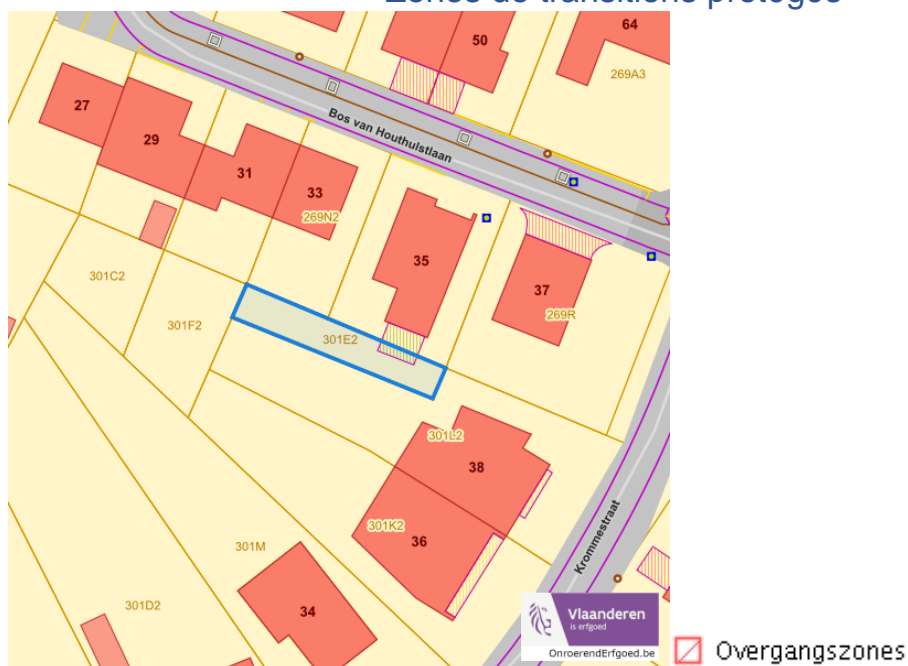 Zones de transitions protégés
50
64
269A3
27
Bos van Houthulstlaan
29
31
33
269N2
35
301C2
37
269R
301F2
301E2
301L2
38
301K2
36
301M
Krommestraat
301D2
34
Vlaanderen
is erfgoed
OnroerendErfgoed.be
Overgangszones